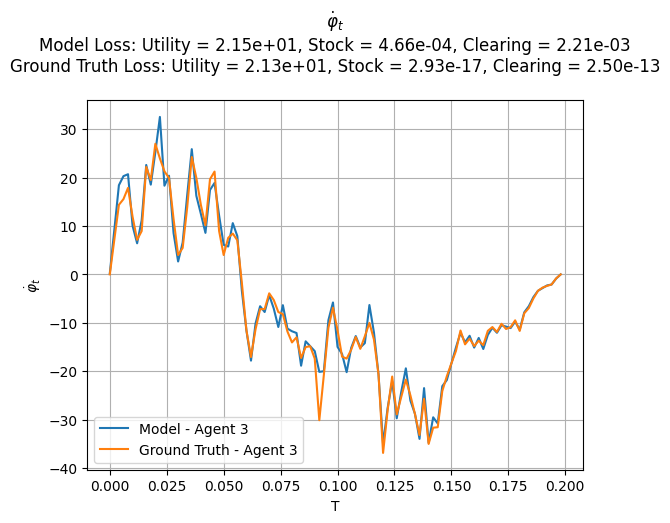 φ̇ₜ
Model Loss: Utility = 2.15e+01, Stock = 4.66e-04, Clearing = 2.21e-03
Ground Truth Loss: Utility = 2.13e+01, Stock = 2.93e-17, Clearing = 2.50e-13
30
20
10
0
−10
−20
−30
−40
φ̇ₜ
Model - Agent 3
Ground Truth - Agent 3
0.000 0.025 0.050 0.075 0.100 0.125 0.150 0.175 0.200
T